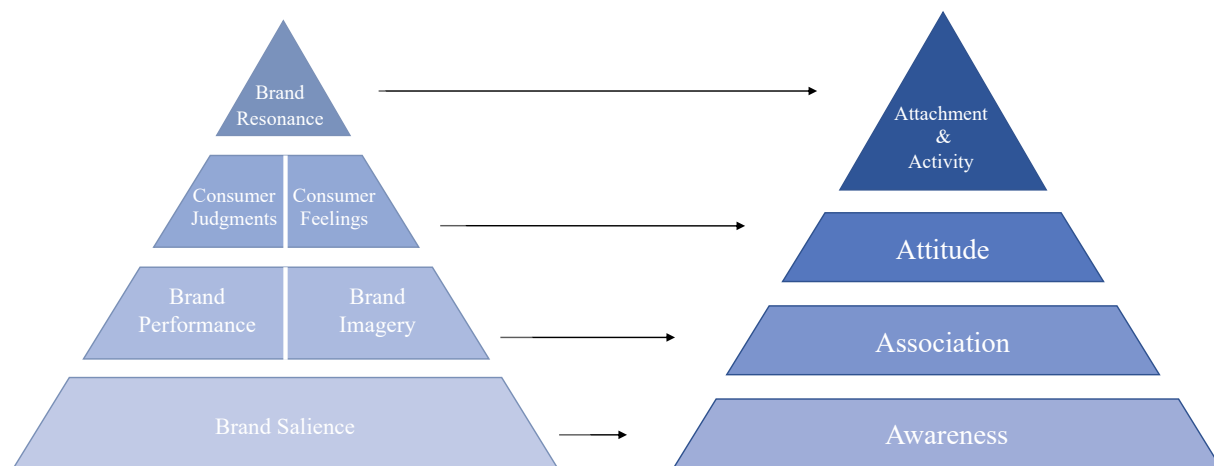 Brand
Resonance
Consumer
Judgments
Consumer
Feelings
Brand
Performance
Brand
Imagery
Brand Salience
Attachment
&
Activity
Attitude
Association
Awareness